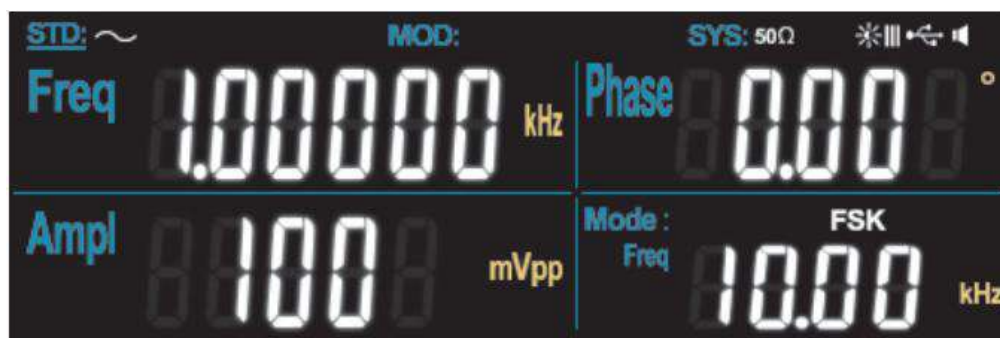 STD: MOD: SYS: 50Ω
Freq 1.00000 kHz
Phase 0.00 °
Ampl 100 mVpp
Mode : FSK
Freq 10.00 kHz